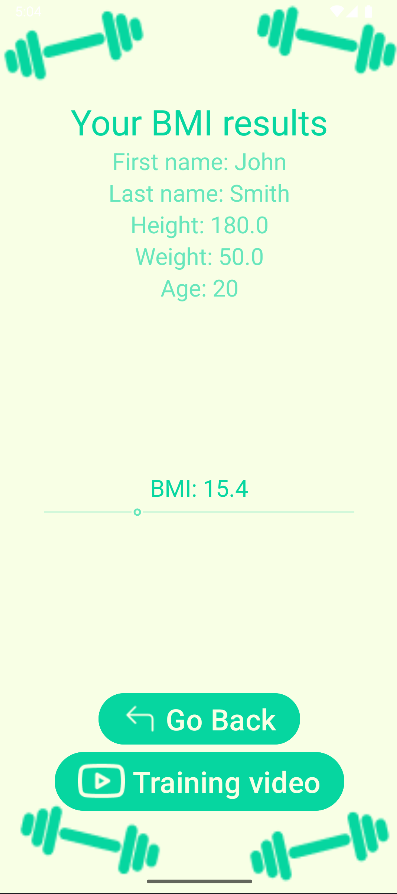 Your BMI results
First name: John
Last name: Smith
Height: 180.0
Weight: 50.0
Age: 20
BMI: 15.4
Go Back
Training video